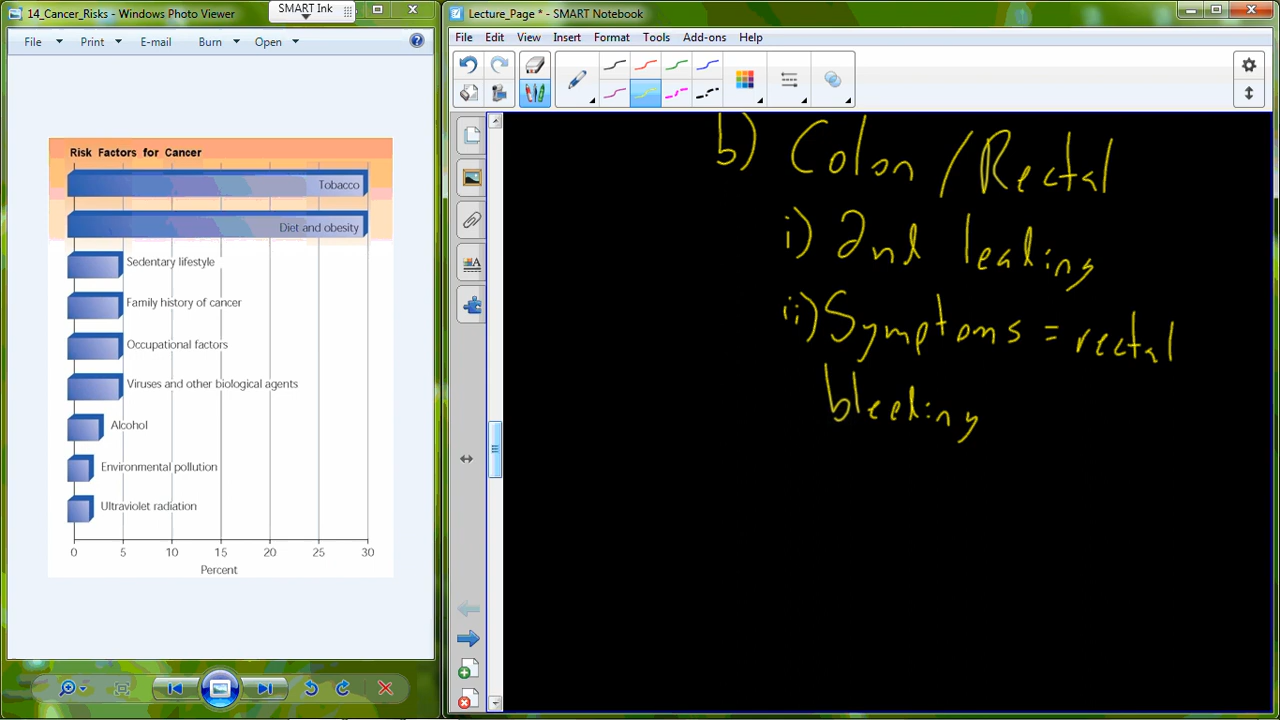 14_Cancer_Risks - Windows Photo Viewer
SMART Ink
File Print E-mail Burn Open
Risk Factors for Cancer
Tobacco
Diet and obesity
Sedentary lifestyle
Family history of cancer
Occupational factors
Viruses and other biological agents
Alcohol
Environmental pollution
Ultraviolet radiation
0 5 10 15 20 25 30
Percent
Lecture_Page * - SMART Notebook
File Edit View Insert Format Tools Add-ons Help
b) Colon / Rectal
i) 2nd leading
ii) Symptoms = rectal
bleeding